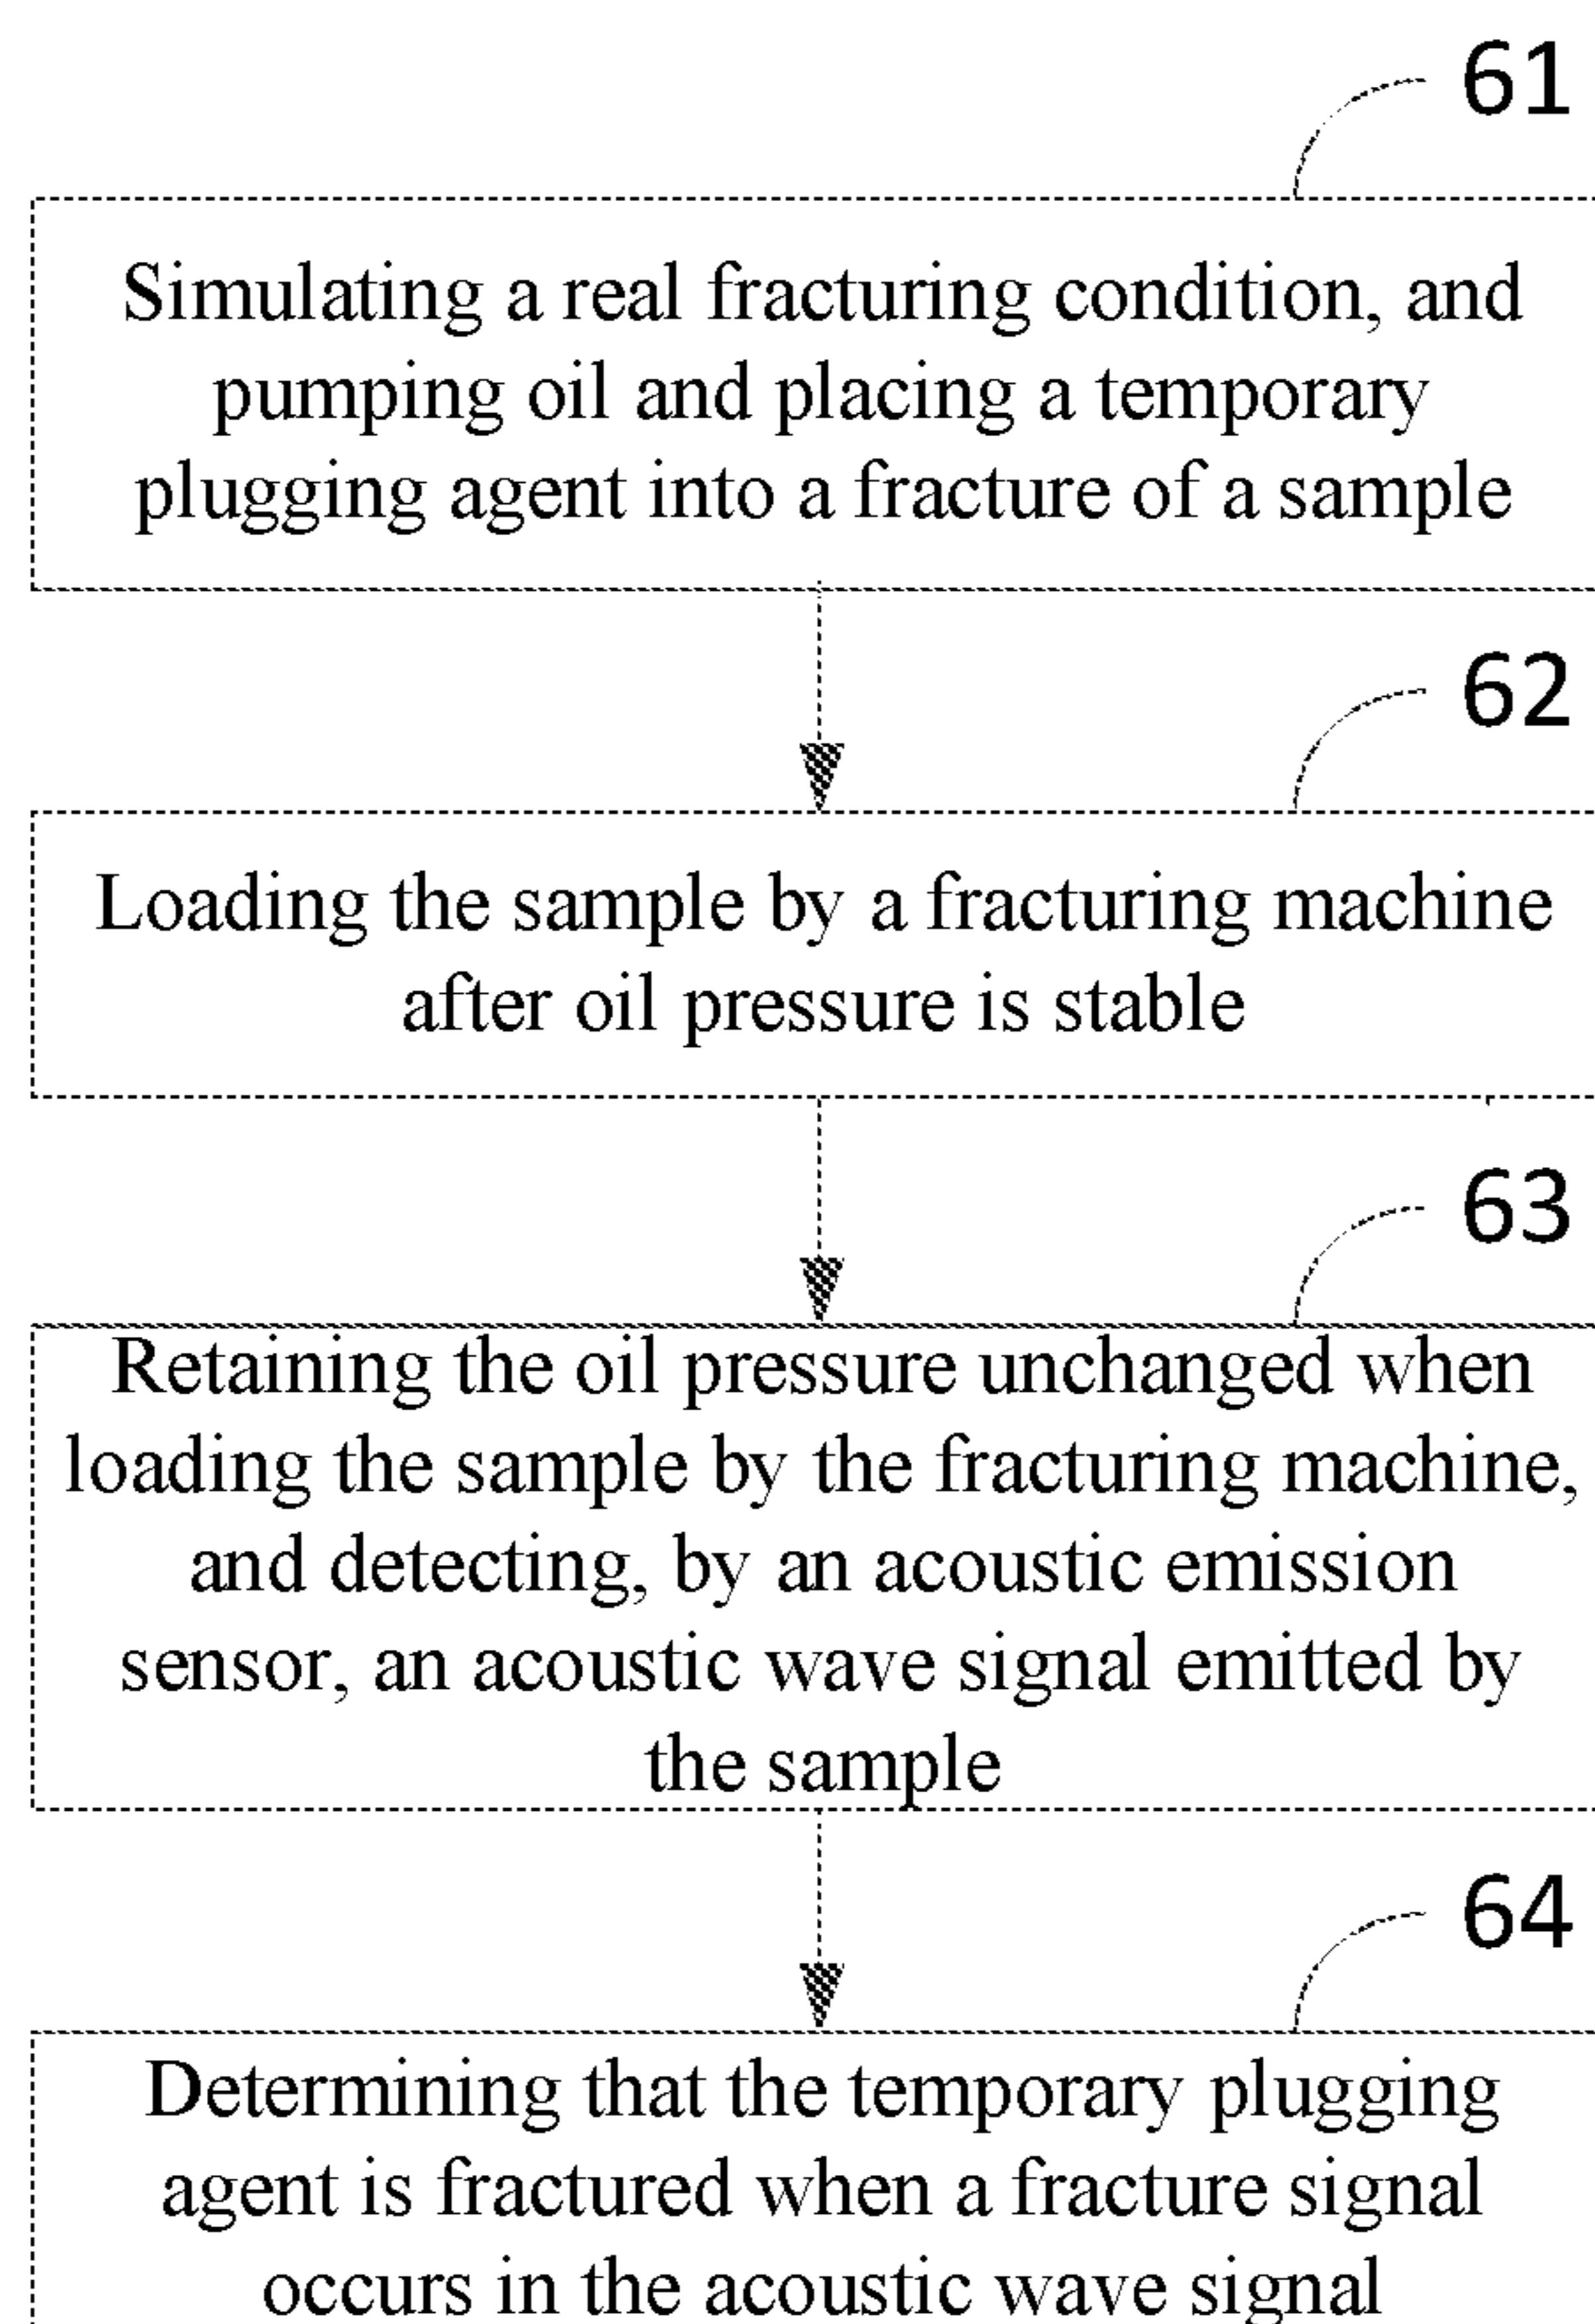 61
Simulating a real fracturing condition, and
pumping oil and placing a temporary
plugging agent into a fracture of a sample
62
Loading the sample by a fracturing machine
after oil pressure is stable
63
Retaining the oil pressure unchanged when
loading the sample by the fracturing machine,
and detecting, by an acoustic emission
sensor, an acoustic wave signal emitted by
the sample
64
Determining that the temporary plugging
agent is fractured when a fracture signal
occurs in the acoustic wave signal